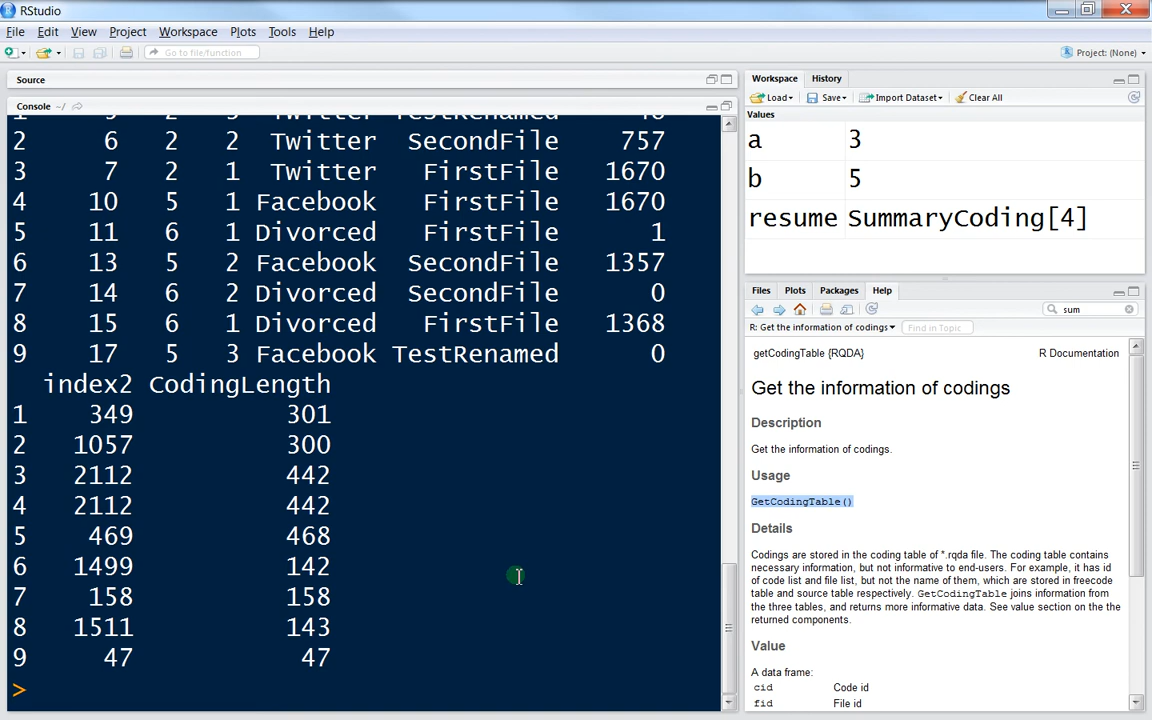 RStudio
File Edit View Project Workspace Plots Tools Help
Go to file/function
Project: (None)
Source
Console ~/
2 6 2 2 Twitter SecondFile 757
3 7 2 1 Twitter FirstFile 1670
4 10 5 1 Facebook FirstFile 1670
5 11 6 1 Divorced FirstFile 1
6 13 5 2 Facebook SecondFile 1357
7 14 6 2 Divorced SecondFile 0
8 15 6 1 Divorced FirstFile 1368
9 17 5 3 Facebook TestRenamed 0
index2 CodingLength
1 349 301
2 1057 300
3 2112 442
4 2112 442
5 469 468
6 1499 142
7 158 158
8 1511 143
9 47 47
>
Workspace History
Load Save Import Dataset Clear All
Values
a 3
b 5
resume SummaryCoding[4]
Files Plots Packages Help
sum
R: Get the information of codings Find in Topic
getCodingTable {RQDA} R Documentation
Get the information of codings
Description
Get the information of codings.
Usage
GetCodingTable()
Details
Codings are stored in the coding table of *.rqda file. The coding table contains
necessary information, but not informative to end-users. For example, it has id
of code list and file list, but not the name of them, which are stored in freecode
table and source table respectively. GetCodingTable joins information from
the three tables, and returns more informative data. See value section on the the
returned components.
Value
A data frame:
cid Code id
fid File id